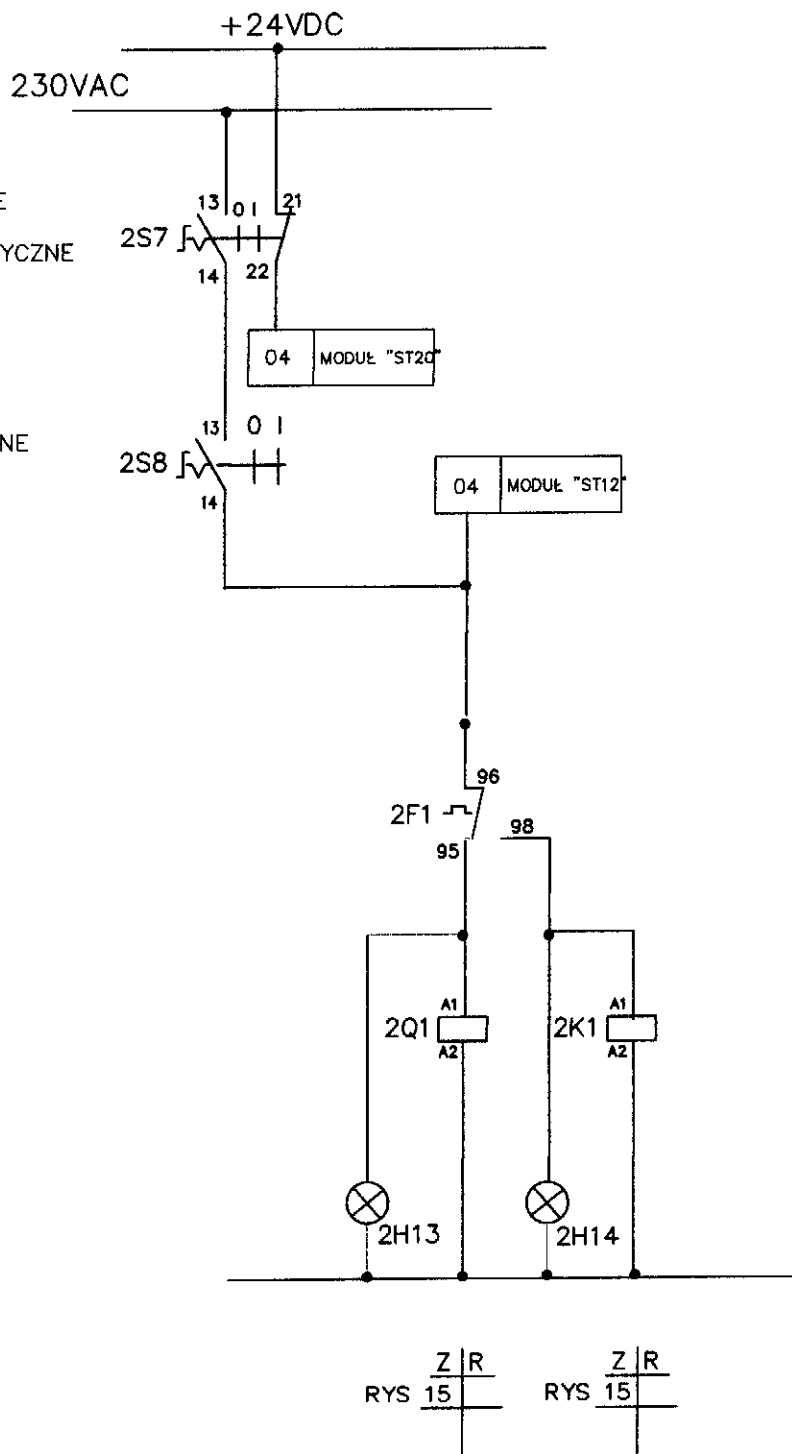 +24VDC
230VAC
E
13 0 I 21
2S7
YCZNE
14 22
04 MODUŁ "ST20"
13 0 I
NE
2S8
14
04 MODUŁ "ST12"
96
2F1
98
95
A1 A1
2Q1 2K1
A2 A2
2H13 2H14
Z R Z R
RYS 15 RYS 15